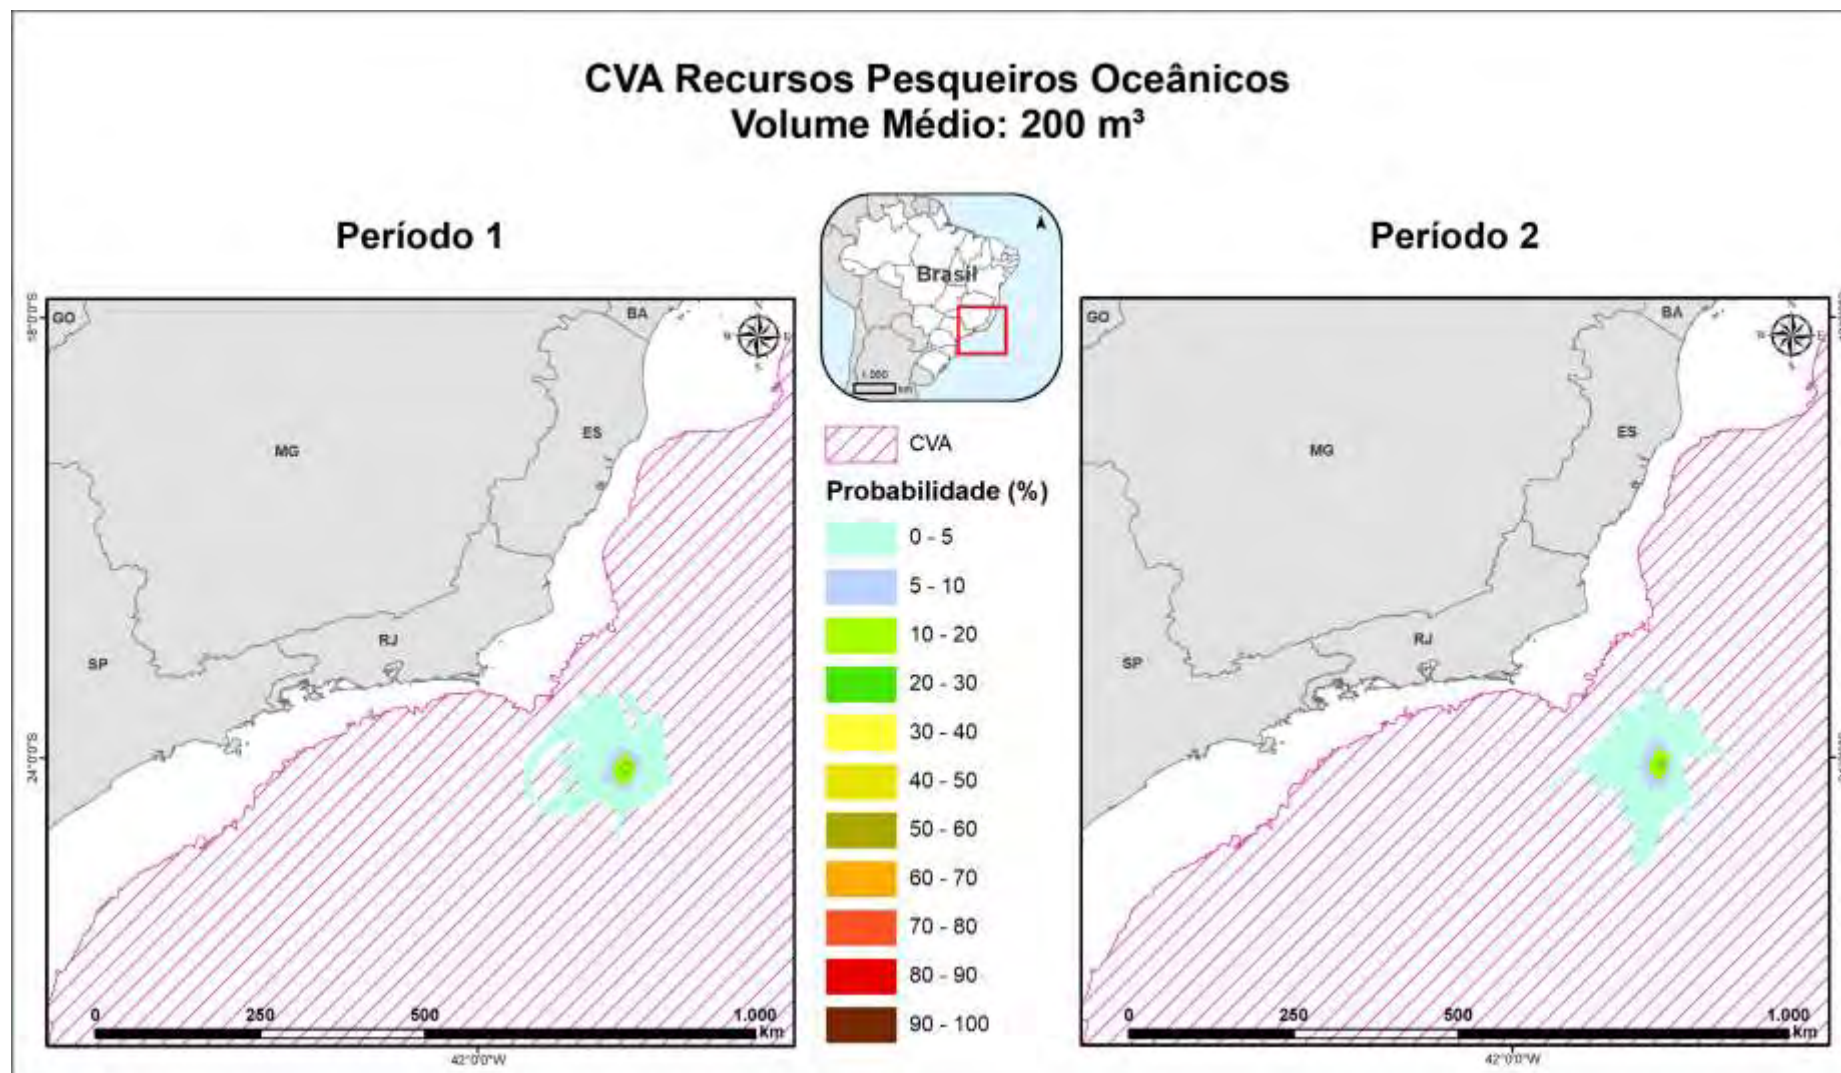 CVA Recursos Pesqueiros Oceânicos
Volume Médio: 200 m³
Período 1
Período 2
Brasil
1.000
km
GO
BA
MG
ES
RJ
SP
18°0'0"S
24°0'0"S
0
250
500
1.000
Km
42°0'0"W
CVA
Probabilidade (%)
0 - 5
5 - 10
10 - 20
20 - 30
30 - 40
40 - 50
50 - 60
60 - 70
70 - 80
80 - 90
90 - 100
GO
BA
MG
ES
RJ
SP
0
250
500
1.000
Km
42°0'0"W